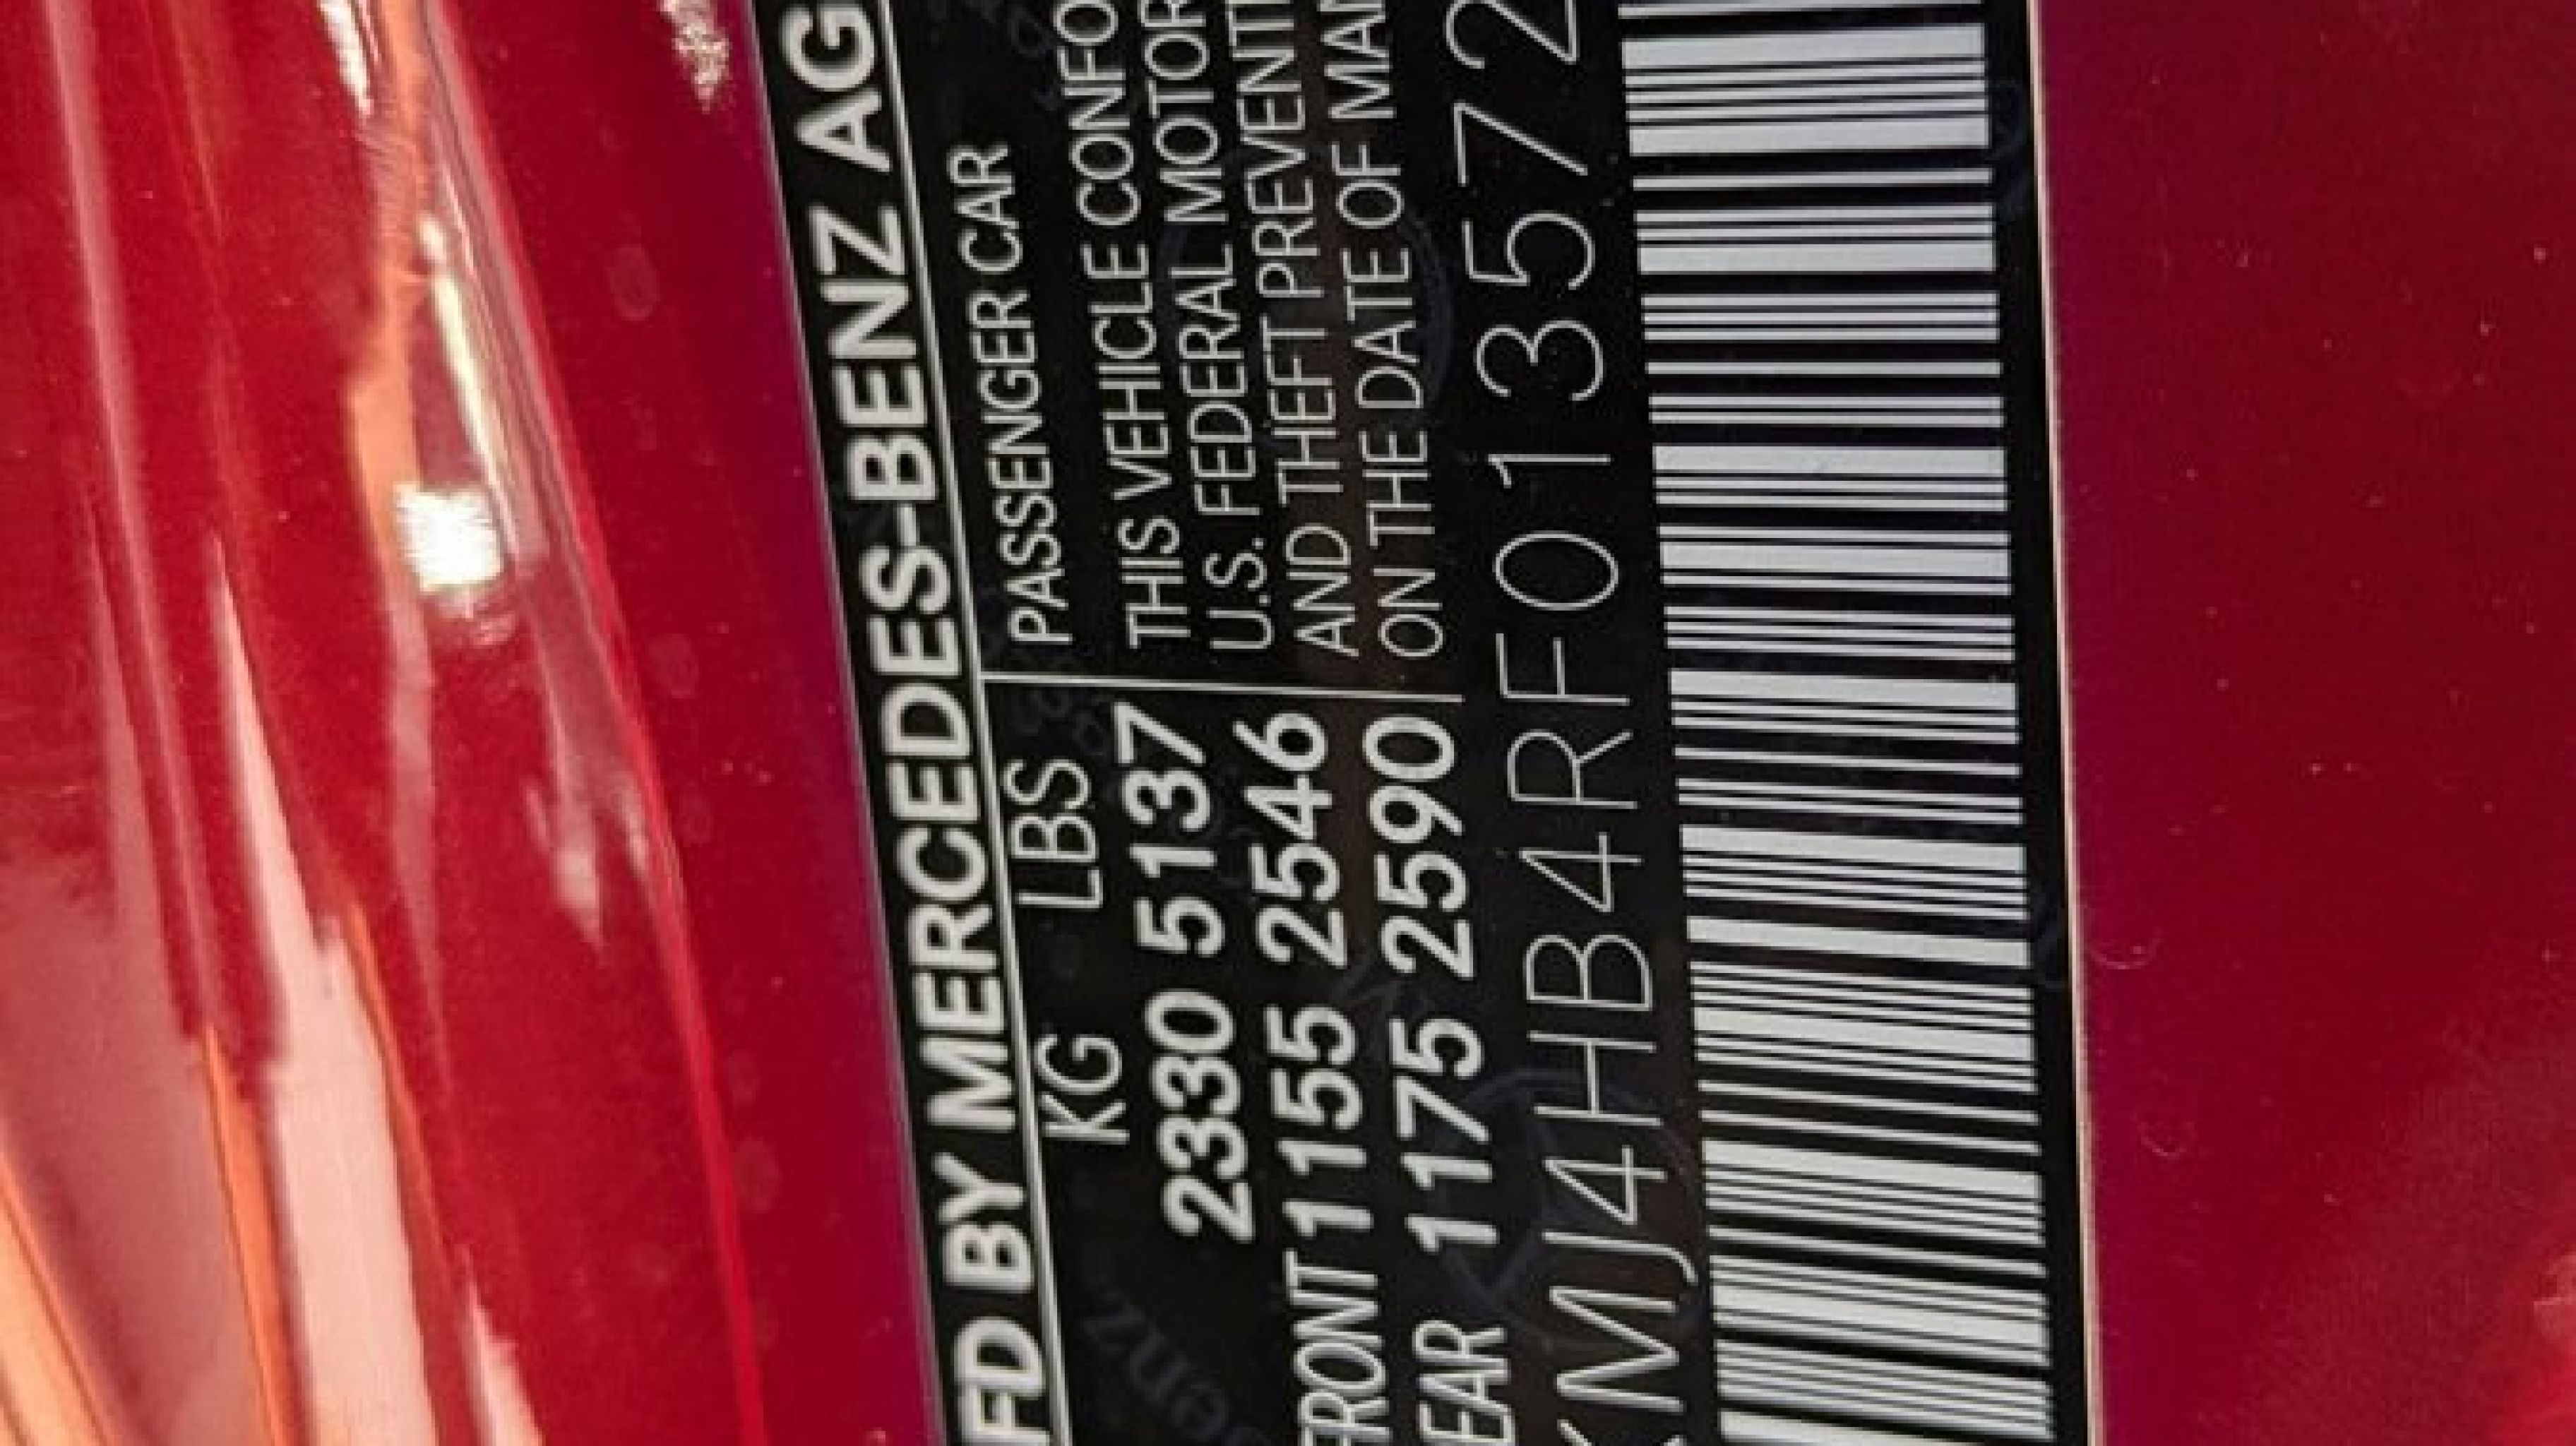 FD BY MERCEDES-BENZ AG
KG LBS
2330 5137
FRONT 1155 2546
EAR 1175 2590
PASSENGER CAR
THIS VEHICLE CONFO
U.S. FEDERAL MOTOR
AND THEFT PREVENTI
ON THE DATE OF MAN
KMJ4HB4RF013572